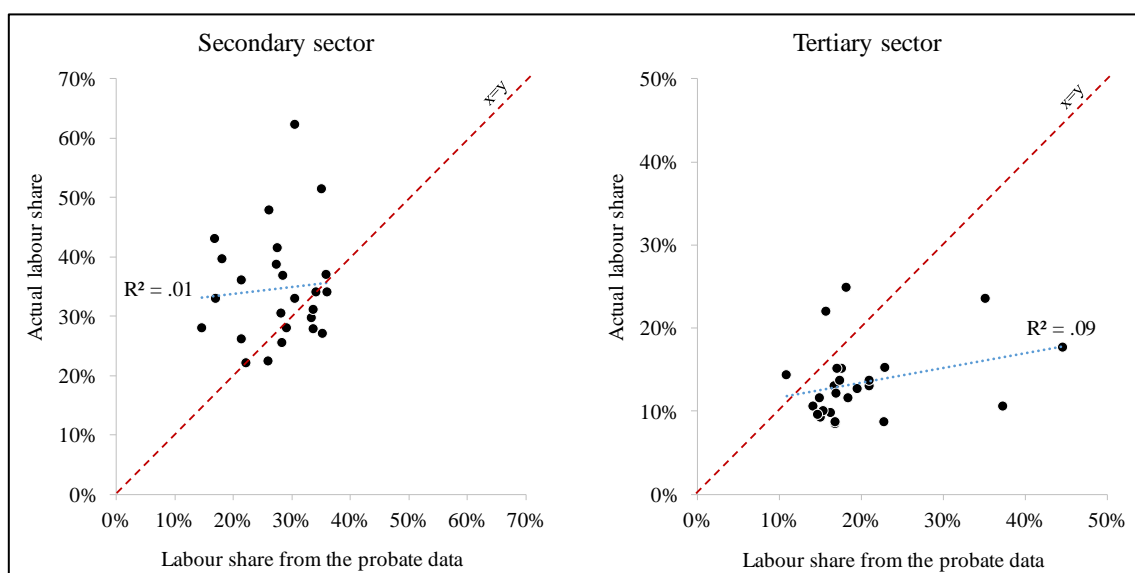 Secondary sector
70%
60%
50%
40%
30%
20%
10%
0%
0% 10% 20% 30% 40% 50% 60% 70%
Actual labour share
Labour share from the probate data
x=y
R² = .01
Tertiary sector
50%
40%
30%
20%
10%
0%
0% 10% 20% 30% 40% 50%
Actual labour share
Labour share from the probate data
x=y
R² = .09